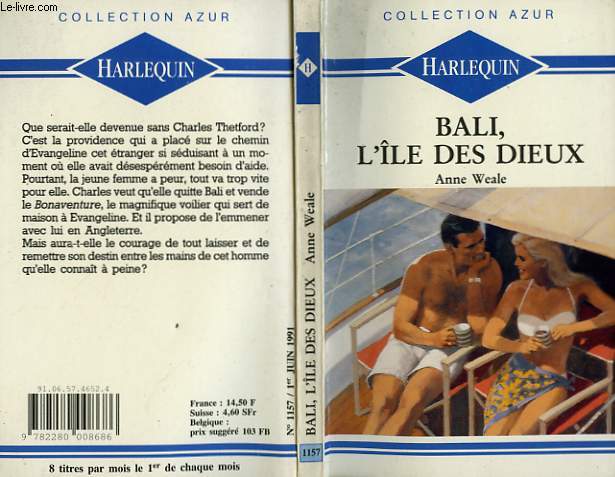 Le-livre.com
COLLECTION AZUR
HARLEQUIN
Que serait-elle devenue sans Charles Thetford?
C'est la providence qui a placé sur le chemin
d'Evangeline cet étranger si séduisant à un mo-
ment où elle avait désespérément besoin d'aide.
Pourtant, la jeune femme a peur, tout va trop vite
pour elle. Charles veut qu'elle quitte Bali et vende
le Bonaventure, le magnifique voilier qui sert de
maison à Evangeline. Et il propose de l'emmener
avec lui en Angleterre.
Mais aura-t-elle le courage de tout laisser et de
remettre son destin entre les mains de cet homme
qu'elle connaît à peine?
91.06.57.4652.4
9 782280 008686
France : 14,50 F
Suisse : 4,60 SFr
Belgique :
prix suggéré 103 FB
8 titres par mois le 1er de chaque mois
H
N° 1157 / 1er JUIN 1991
BALI, L'ÎLE DES DIEUX Anne Weale
1157
COLLECTION AZUR
HARLEQUIN
BALI,
L'ÎLE DES DIEUX
Anne Weale